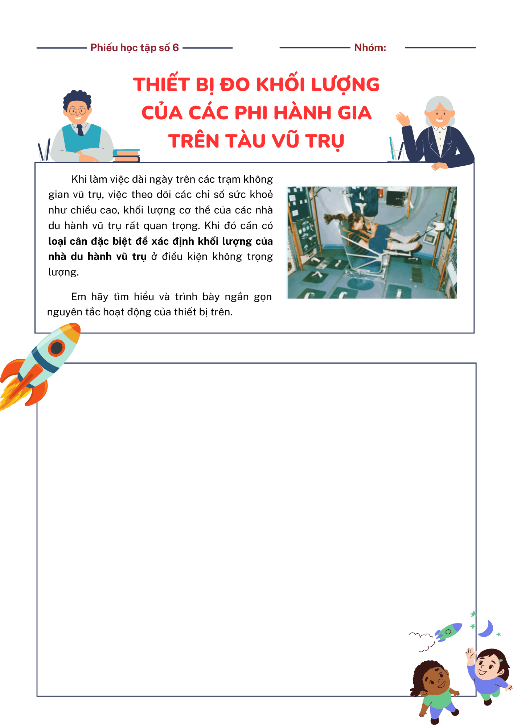 Phiếu học tập số 6
Nhóm:
THIẾT BỊ ĐO KHỐI LƯỢNG
CỦA CÁC PHI HÀNH GIA
TRÊN TÀU VŨ TRỤ
Khi làm việc dài ngày trên các trạm không
gian vũ trụ, việc theo dõi các chỉ số sức khoẻ
như chiều cao, khối lượng cơ thể của các nhà
du hành vũ trụ rất quan trọng. Khi đó cần có
loại cân đặc biệt để xác định khối lượng của
nhà du hành vũ trụ ở điều kiện không trọng
lượng.
Em hãy tìm hiểu và trình bày ngắn gọn
nguyên tắc hoạt động của thiết bị trên.